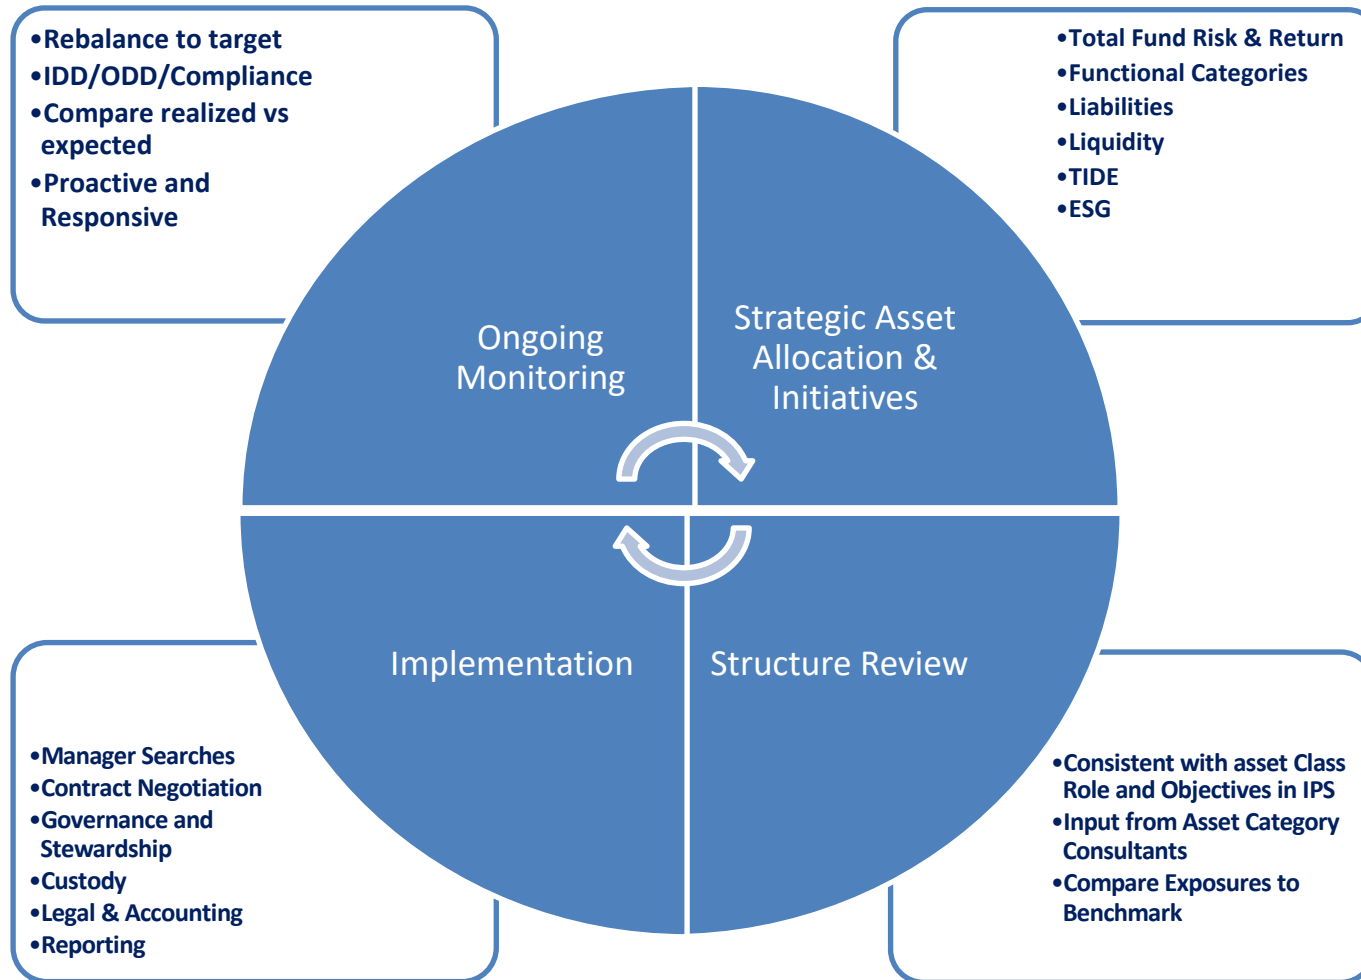 •Rebalance to target
•IDD/ODD/Compliance
•Compare realized vs
expected
•Proactive and
Responsive
•Total Fund Risk & Return
•Functional Categories
•Liabilities
•Liquidity
•TIDE
•ESG
Ongoing
Monitoring
Strategic Asset
Allocation &
Initiatives
Implementation
Structure Review
•Manager Searches
•Contract Negotiation
•Governance and
Stewardship
•Custody
•Legal & Accounting
•Reporting
•Consistent with asset Class
Role and Objectives in IPS
•Input from Asset Category
Consultants
•Compare Exposures to
Benchmark